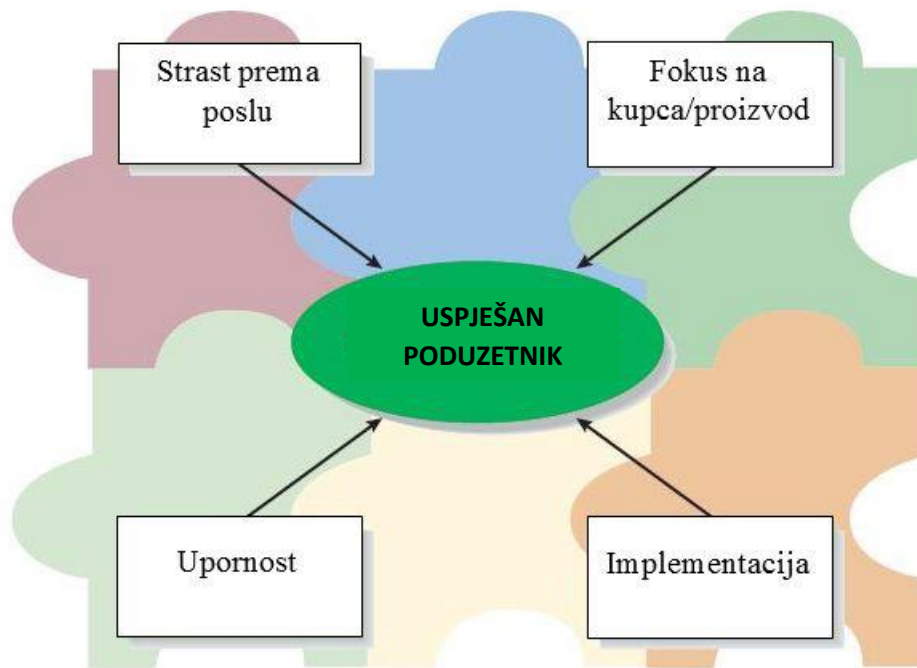 Strast prema
poslu
Fokus na
kupca/proizvod
USPJEŠAN
PODUZETNIK
Upornost
Implementacija